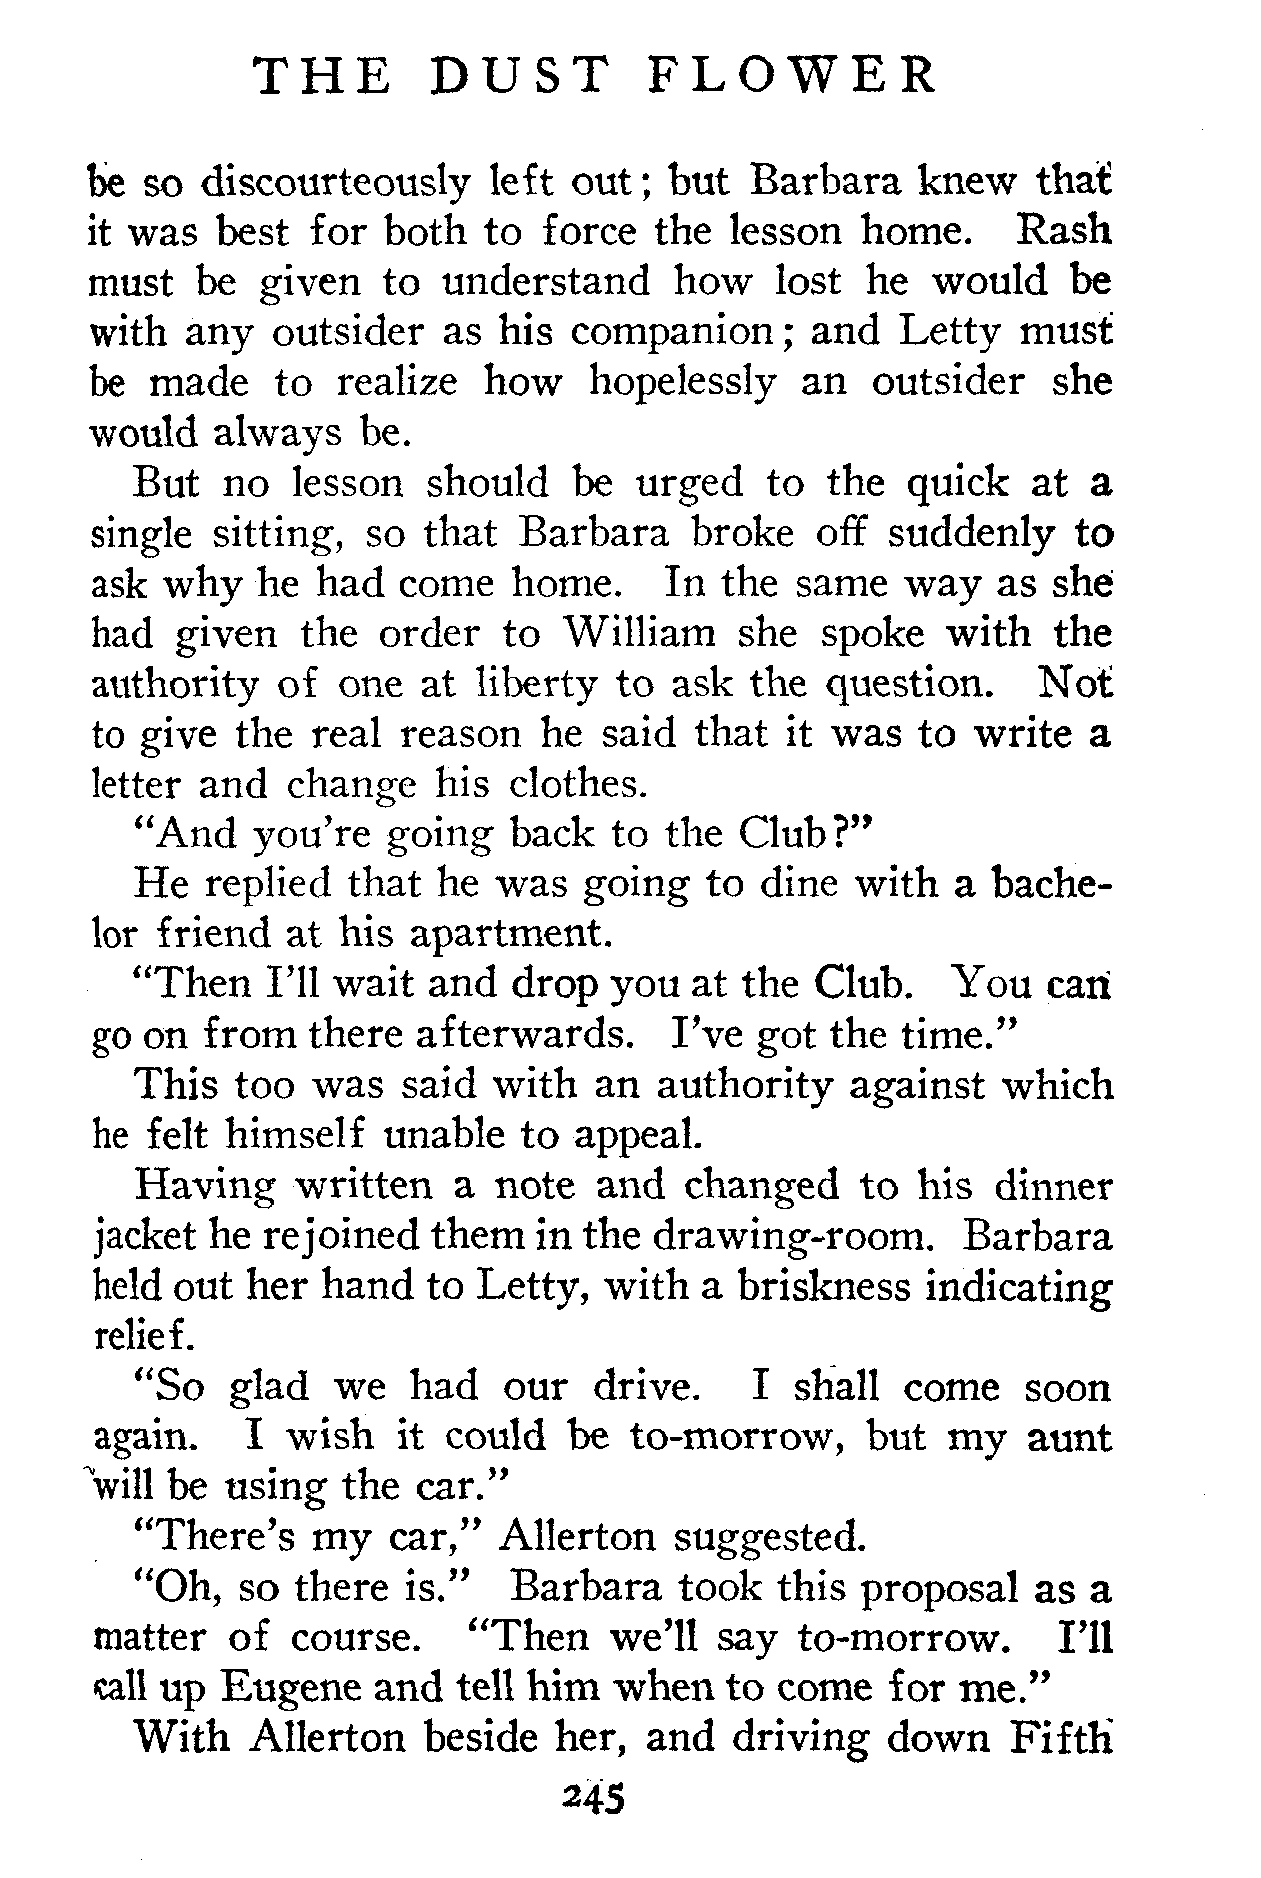 THE DUST FLOWER
be so discourteously left out; but Barbara knew that
it was best for both to force the lesson home. Rash
must be given to understand how lost he would be
with any outsider as his companion; and Letty must
be made to realize how hopelessly an outsider she
would always be.
But no lesson should be urged to the quick at a
single sitting, so that Barbara broke off suddenly to
ask why he had come home. In the same way as she
had given the order to William she spoke with the
authority of one at liberty to ask the question. Not
to give the real reason he said that it was to write a
letter and change his clothes.
"And you're going back to the Club?"
He replied that he was going to dine with a bache-
lor friend at his apartment.
"Then I'll wait and drop you at the Club. You can
go on from there afterwards. I've got the time."
This too was said with an authority against which
he felt himself unable to appeal.
Having written a note and changed to his dinner
jacket he rejoined them in the drawing-room. Barbara
held out her hand to Letty, with a briskness indicating
relief.
"So glad we had our drive. I shall come soon
again. I wish it could be to-morrow, but my aunt
will be using the car."
"There's my car," Allerton suggested.
"Oh, so there is." Barbara took this proposal as a
matter of course. "Then we'll say to-morrow. I'll
call up Eugene and tell him when to come for me."
With Allerton beside her, and driving down Fifth
245